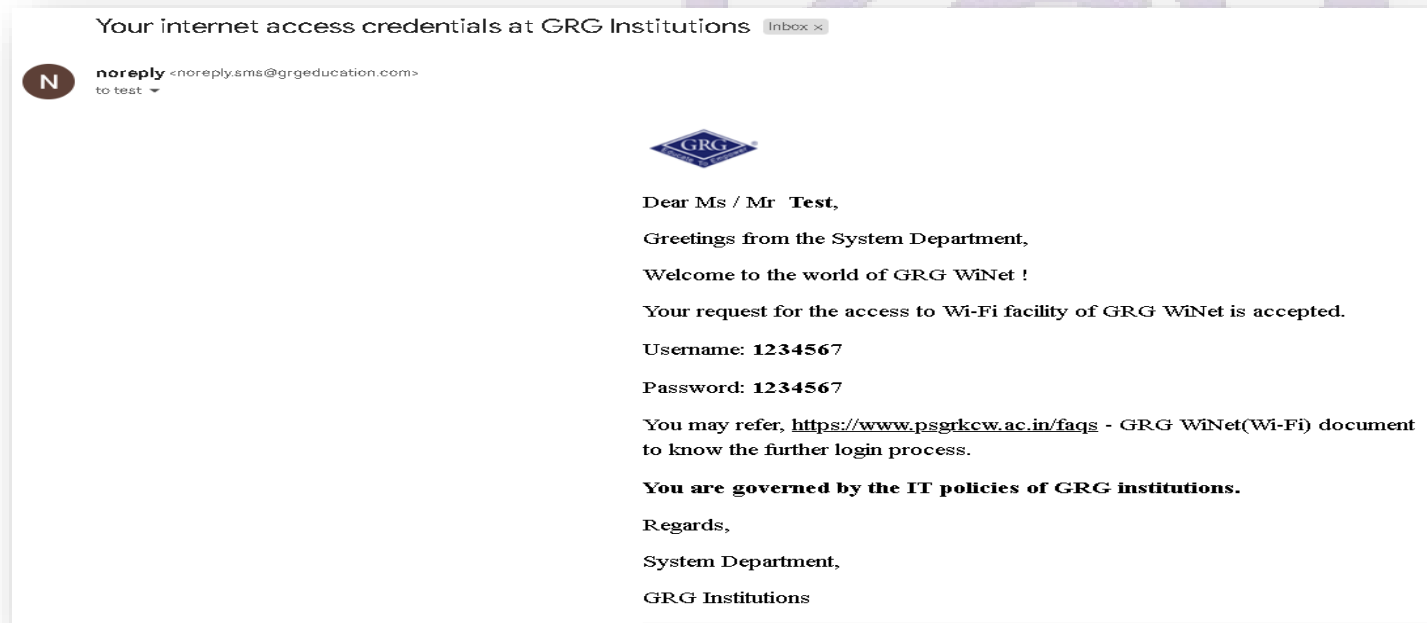 Your internet access credentials at GRG Institutions Inbox ×
N
noreply <noreply.sms@grgeducation.com>
to test
GRG
Educate To Empower
Dear Ms / Mr Test,
Greetings from the System Department,
Welcome to the world of GRG WiNet !
Your request for the access to Wi-Fi facility of GRG WiNet is accepted.
Username: 1234567
Password: 1234567
You may refer, https://www.psgrkcw.ac.in/faqs - GRG WiNet(Wi-Fi) document
to know the further login process.
You are governed by the IT policies of GRG institutions.
Regards,
System Department,
GRG Institutions